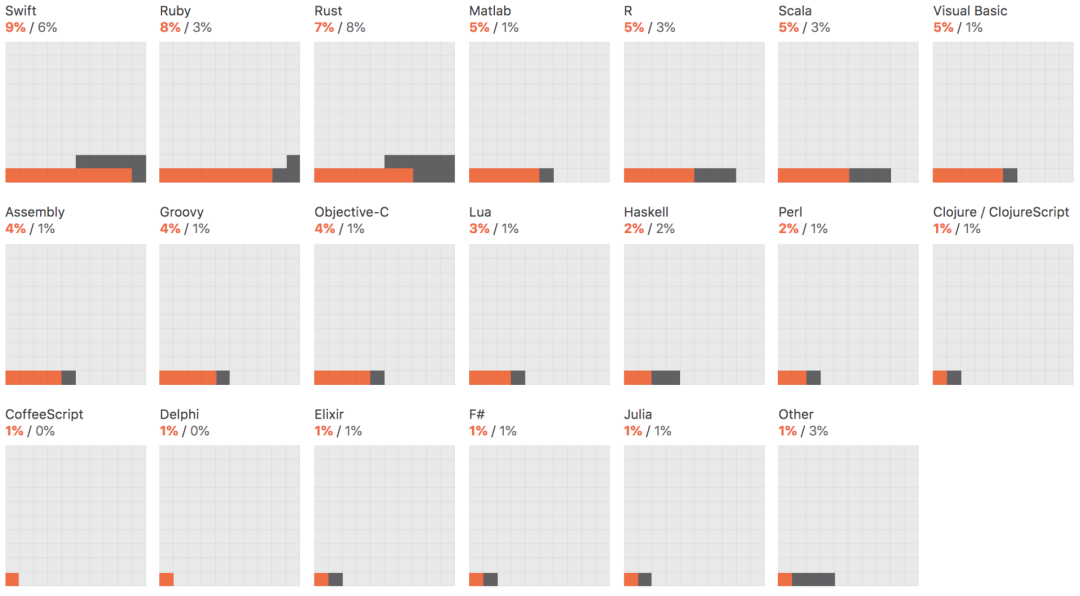 Swift
9% / 6%
Ruby
8% / 3%
Rust
7% / 8%
Matlab
5% / 1%
R
5% / 3%
Scala
5% / 3%
Visual Basic
5% / 1%
Assembly
4% / 1%
Groovy
4% / 1%
Objective-C
4% / 1%
Lua
3% / 1%
Haskell
2% / 2%
Perl
2% / 1%
Clojure / ClojureScript
1% / 1%
CoffeeScript
1% / 0%
Delphi
1% / 0%
Elixir
1% / 1%
F#
1% / 1%
Julia
1% / 1%
Other
1% / 3%